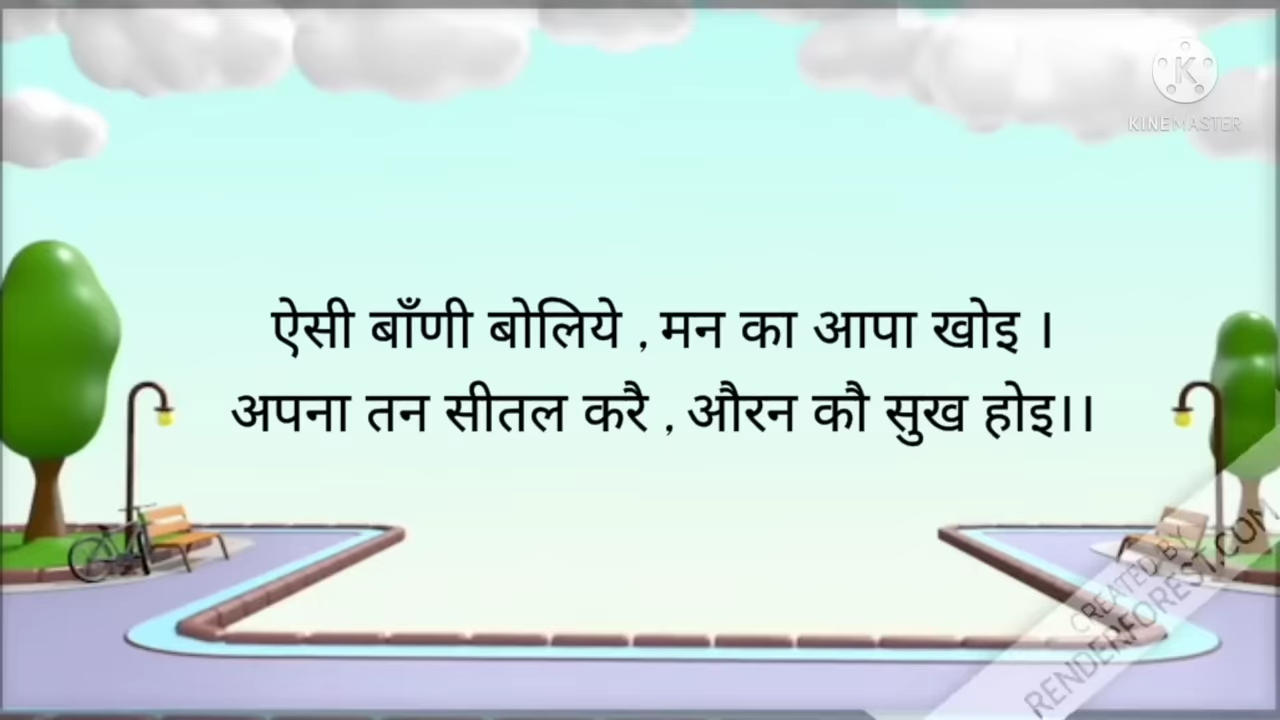 KINEMASTER
ऐसी बाँणी बोलिये , मन का आपा खोइ ।
अपना तन सीतल करै , औरन कौ सुख होइ।।
CREATED BY
RENDERFOREST.COM